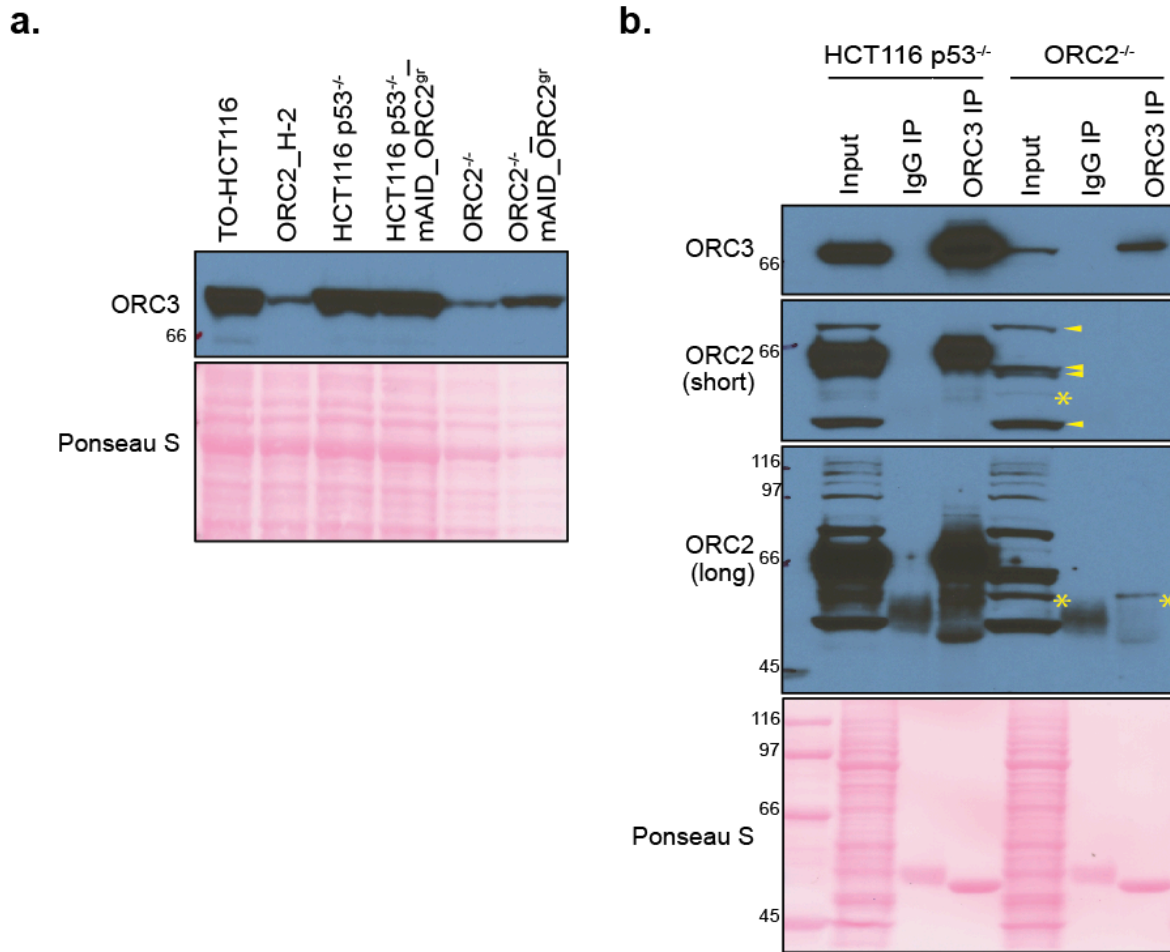 a.
TO-HCT116
ORC2_H-2
HCT116 p53-/-
HCT116 p53-/-_
mAID_ORC2gr
ORC2-/-
ORC2-/-_
mAID_ORC2gr
ORC3
66
Ponseau S
b.
HCT116 p53-/-
ORC2-/-
Input
IgG IP
ORC3 IP
Input
IgG IP
ORC3 IP
ORC3
66
ORC2
(short)
66
*
ORC2
(long)
116
97
66
45
*
*
Ponseau S
116
97
66
45